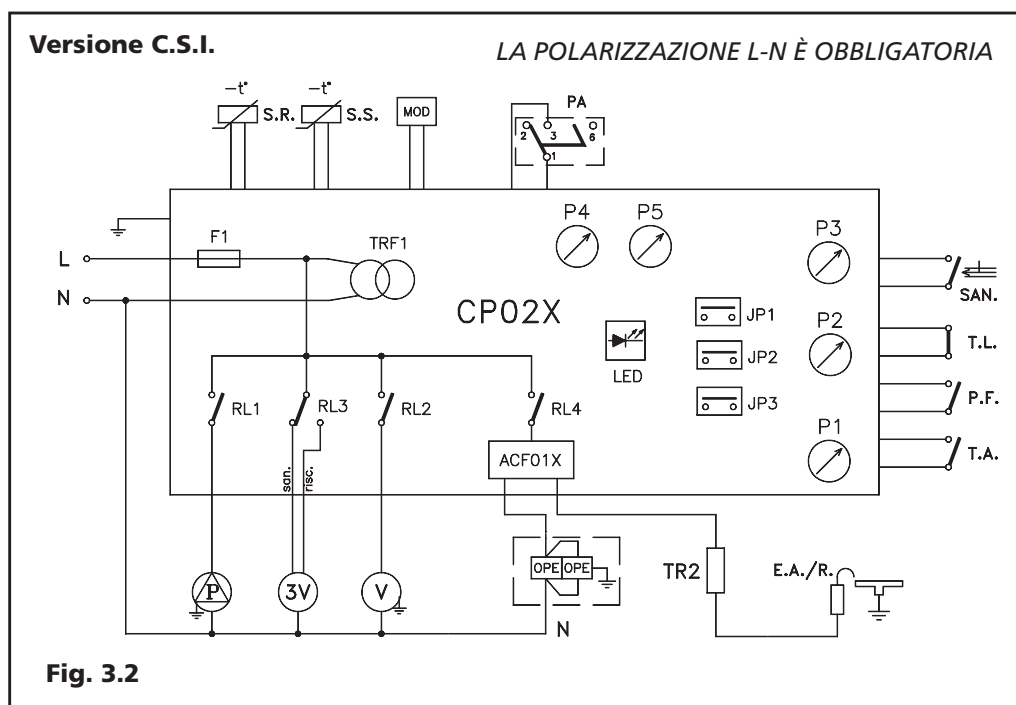 Versione C.S.I.
LA POLARIZZAZIONE L-N È OBBLIGATORIA
-t°
S.R.
-t°
S.S.
MOD
PA
2
3
6
1
F1
TRF1
L
N
P4
P5
P3
CP02X
SAN.
JP1
P2
T.L.
LED
JP2
RL1
RL3
RL2
RL4
JP3
P.F.
P1
T.A.
ACF01X
san.
risc.
P
3V
V
OPE
OPE
N
TR2
E.A./R.
Fig. 3.2